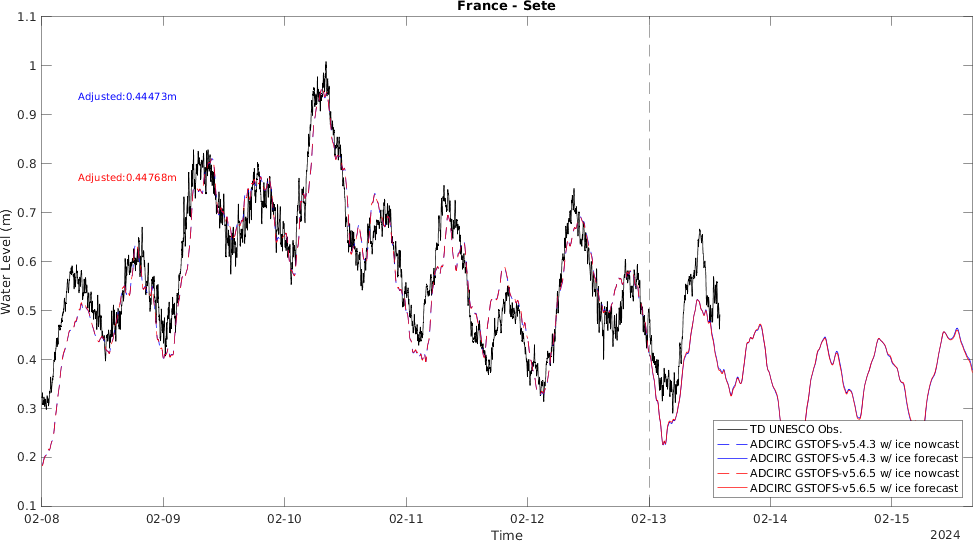 France - Sete
1.1
1
0.9
0.8
0.7
0.6
0.5
0.4
0.3
0.2
0.1
Water Level (m)
Adjusted:0.44473m
Adjusted:0.44768m
TD UNESCO Obs.
ADCIRC GSTOFS-v5.4.3 w/ ice nowcast
ADCIRC GSTOFS-v5.4.3 w/ ice forecast
ADCIRC GSTOFS-v5.6.5 w/ ice nowcast
ADCIRC GSTOFS-v5.6.5 w/ ice forecast
02-08 02-09 02-10 02-11 02-12 02-13 02-14 02-15
Time
2024